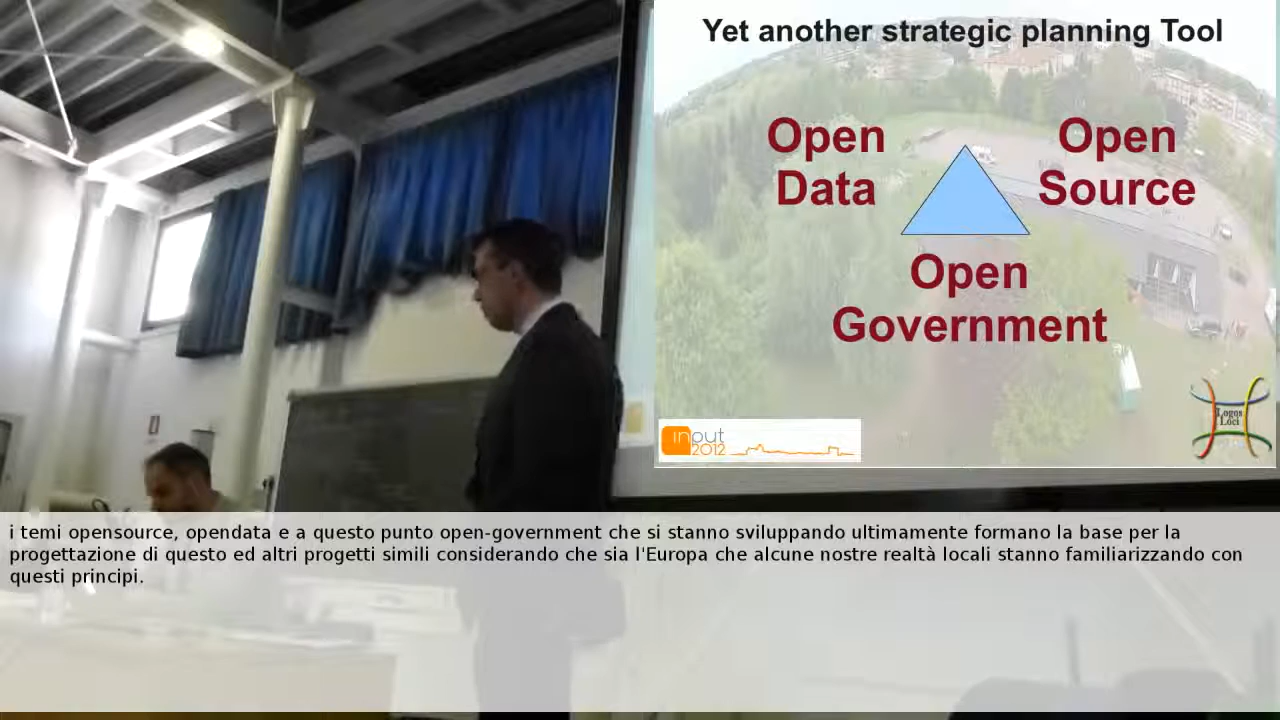 Yet another strategic planning Tool
Open
Data
Open
Source
Open
Government
input
2012
Logos
Loci
i temi opensource, opendata e a questo punto open-government che si stanno sviluppando ultimamente formano la base per la
progettazione di questo ed altri progetti simili considerando che sia l'Europa che alcune nostre realtà locali stanno familiarizzando con
questi principi.